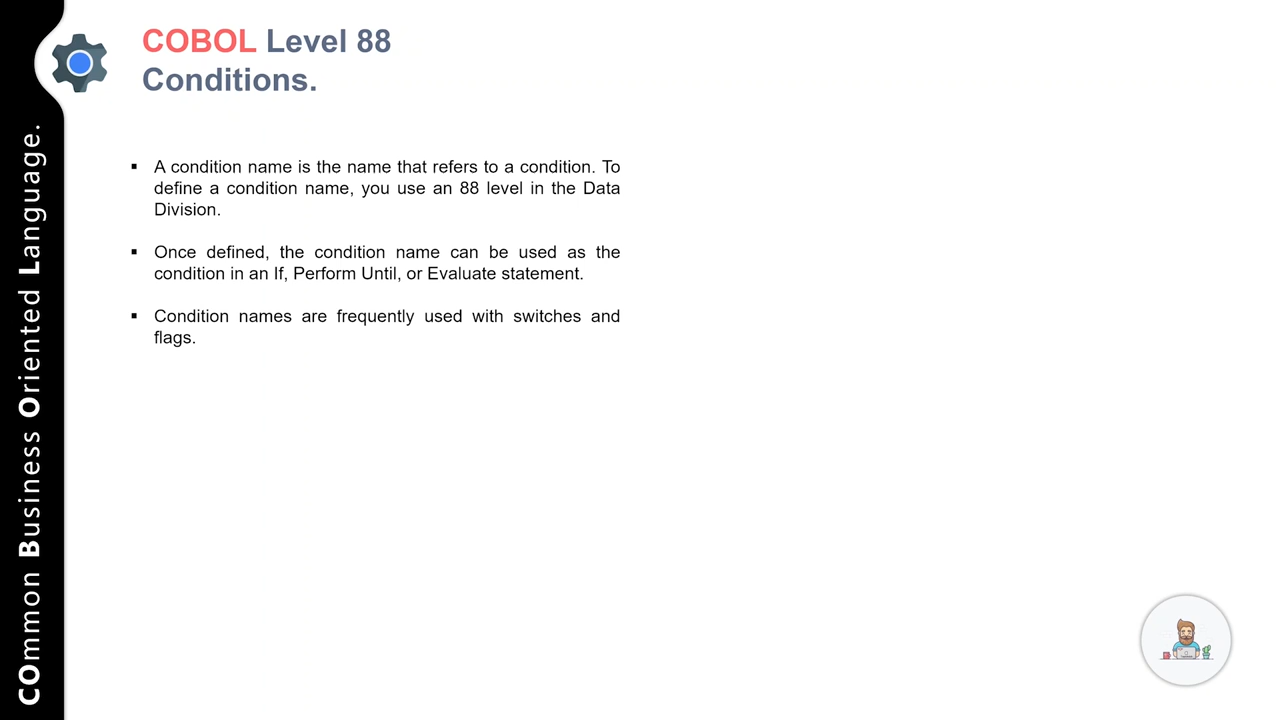 COBOL Level 88
Conditions.
▪ A condition name is the name that refers to a condition. To
define a condition name, you use an 88 level in the Data
Division.
▪ Once defined, the condition name can be used as the
condition in an If, Perform Until, or Evaluate statement.
▪ Condition names are frequently used with switches and
flags.
COmmon Business Oriented Language.